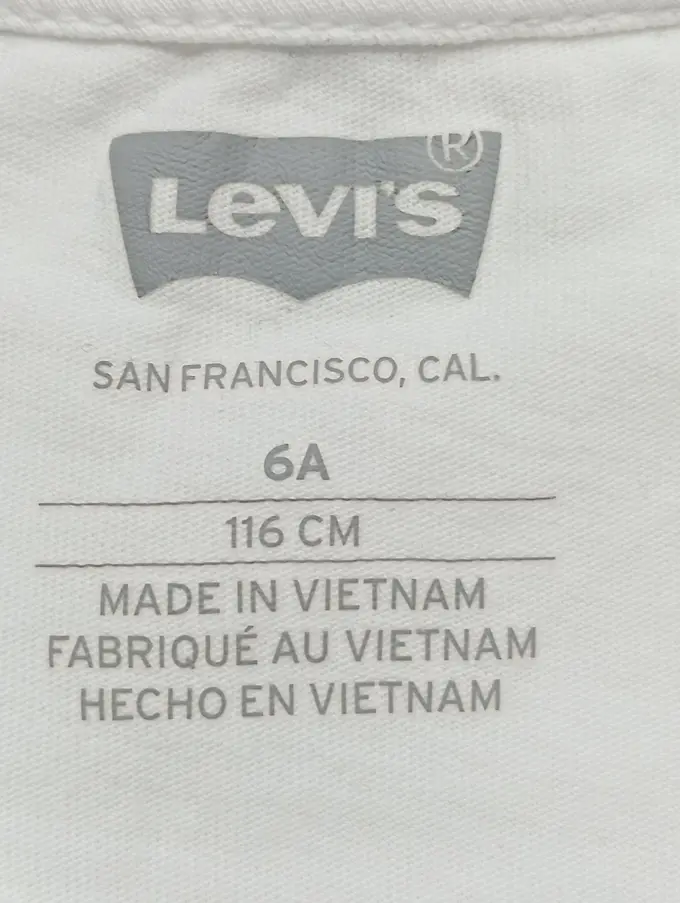 Levi's®
SAN FRANCISCO, CAL.
6A
116 CM
MADE IN VIETNAM
FABRIQUÉ AU VIETNAM
HECHO EN VIETNAM